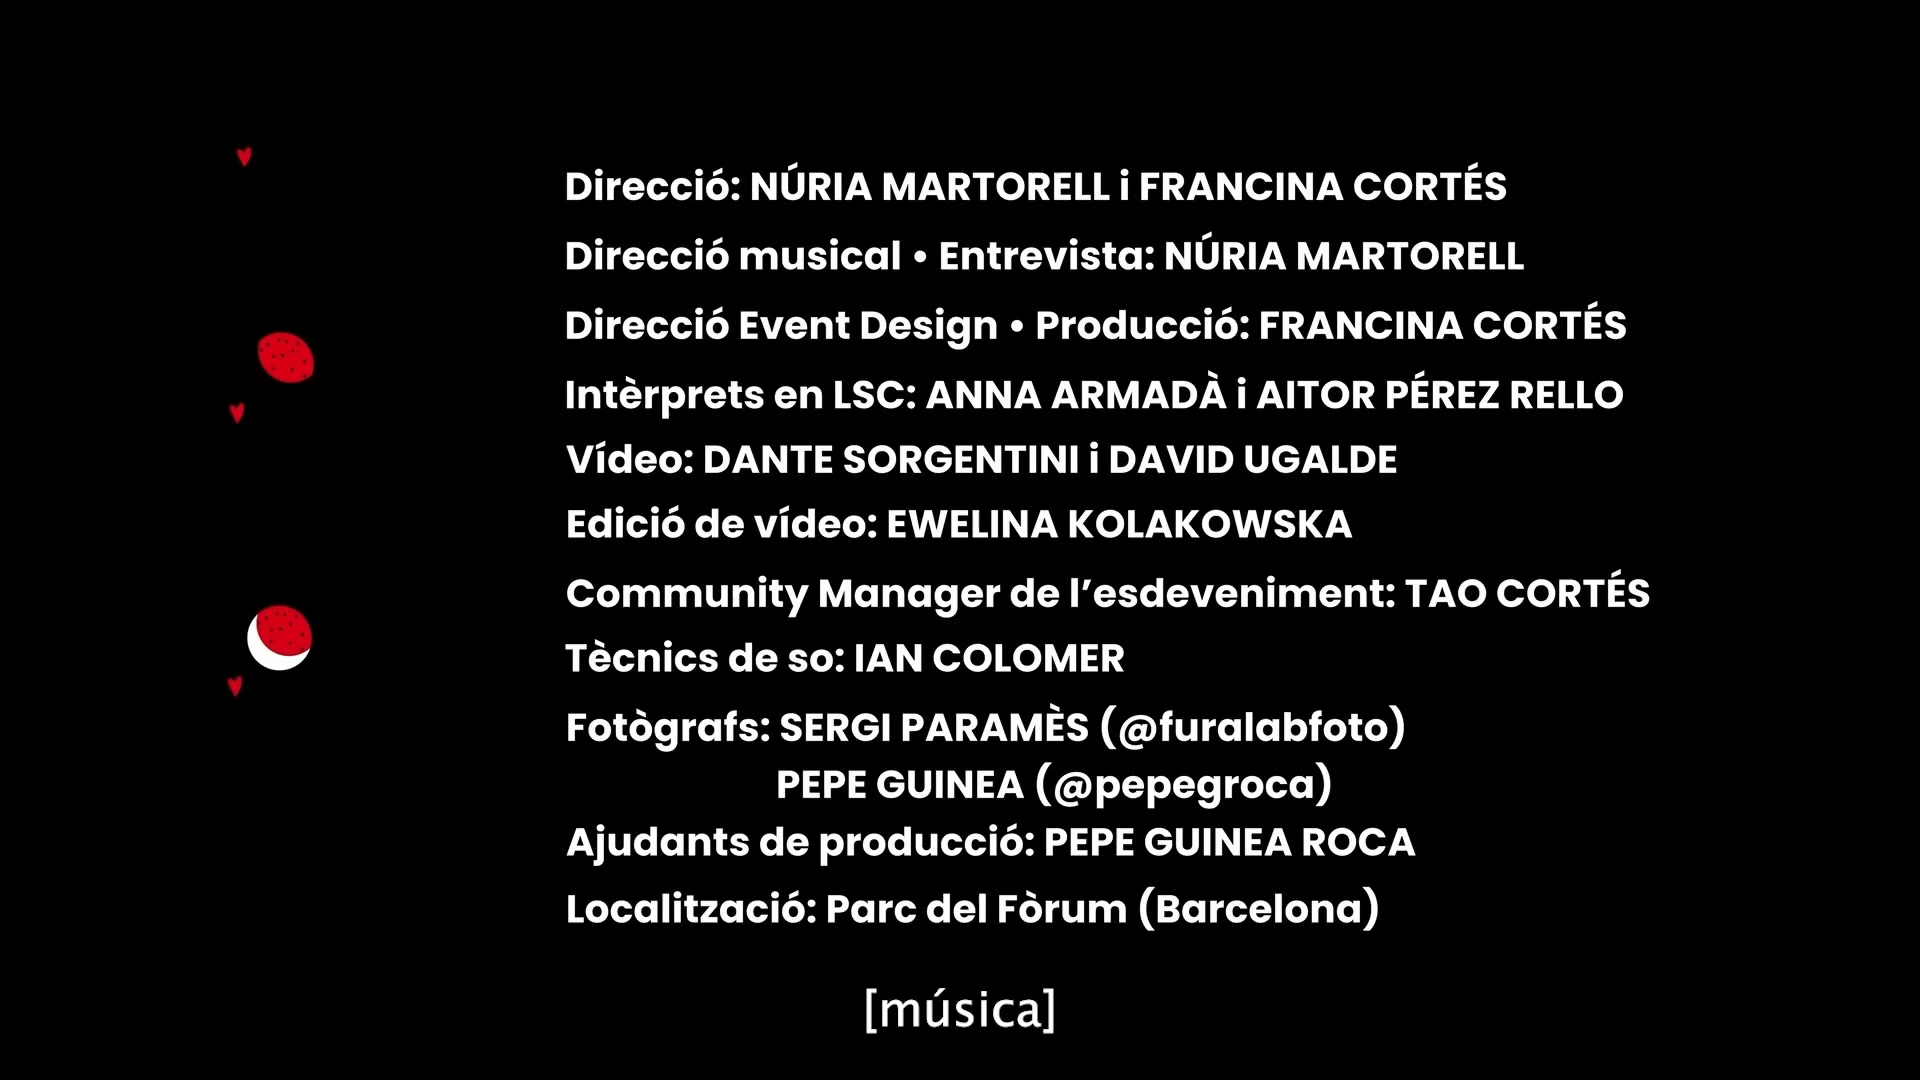 Direcció: NÚRIA MARTORELL i FRANCINA CORTÉS
Direcció musical • Entrevista: NÚRIA MARTORELL
Direcció Event Design • Producció: FRANCINA CORTÉS
Intèrprets en LSC: ANNA ARMADÀ i AITOR PÉREZ RELLO
Vídeo: DANTE SORGENTINI i DAVID UGALDE
Edició de vídeo: EWELINA KOLAKOWSKA
Community Manager de l’esdeveniment: TAO CORTÉS
Tècnics de so: IAN COLOMER
Fotògrafs: SERGI PARAMÈS (@furalabfoto)
PEPE GUINEA (@pepegroca)
Ajudants de producció: PEPE GUINEA ROCA
Localització: Parc del Fòrum (Barcelona)
[música]